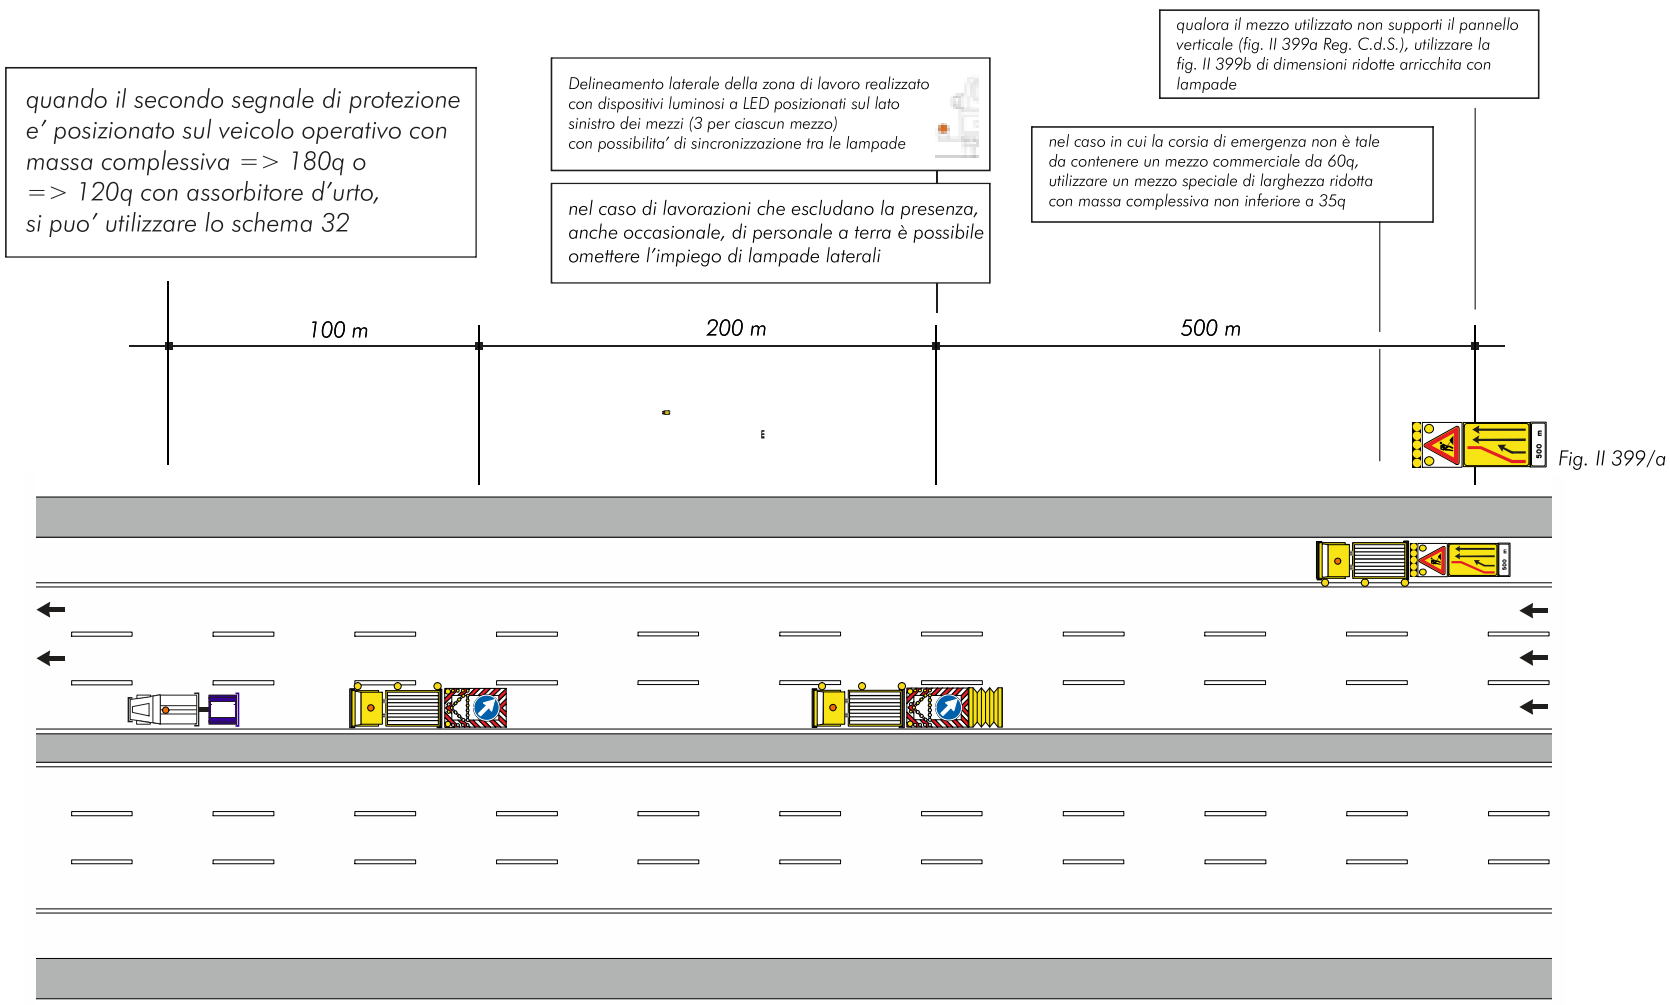 qualora il mezzo utilizzato non supporti il pannello
verticale (fig. II 399a Reg. C.d.S.), utilizzare la
fig. II 399b di dimensioni ridotte arricchita con
lampade
quando il secondo segnale di protezione
e' posizionato sul veicolo operativo con
massa complessiva => 180q o
=> 120q con assorbitore d'urto,
si puo' utilizzare lo schema 32
Delineamento laterale della zona di lavoro realizzato
con dispositivi luminosi a LED posizionati sul lato
sinistro dei mezzi (3 per ciascun mezzo)
con possibilita' di sincronizzazione tra le lampade
nel caso di lavorazioni che escludano la presenza,
anche occasionale, di personale a terra è possibile
omettere l'impiego di lampade laterali
nel caso in cui la corsia di emergenza non è tale
da contenere un mezzo commerciale da 60q,
utilizzare un mezzo speciale di larghezza ridotta
con massa complessiva non inferiore a 35q
100 m
200 m
500 m
m
500 m
Fig. II 399/a
500 m